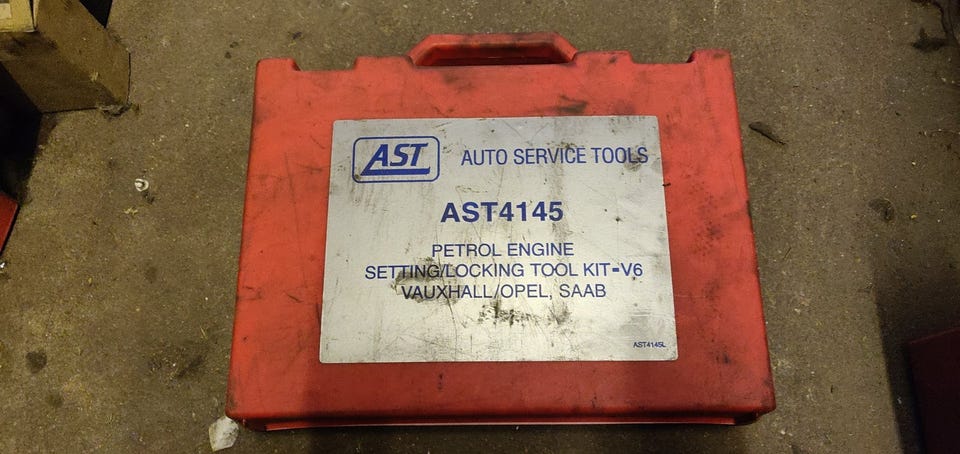 AST AUTO SERVICE TOOLS
AST4145
PETROL ENGINE
SETTING/LOCKING TOOL KIT-V6
VAUXHALL/OPEL, SAAB
AST4145L